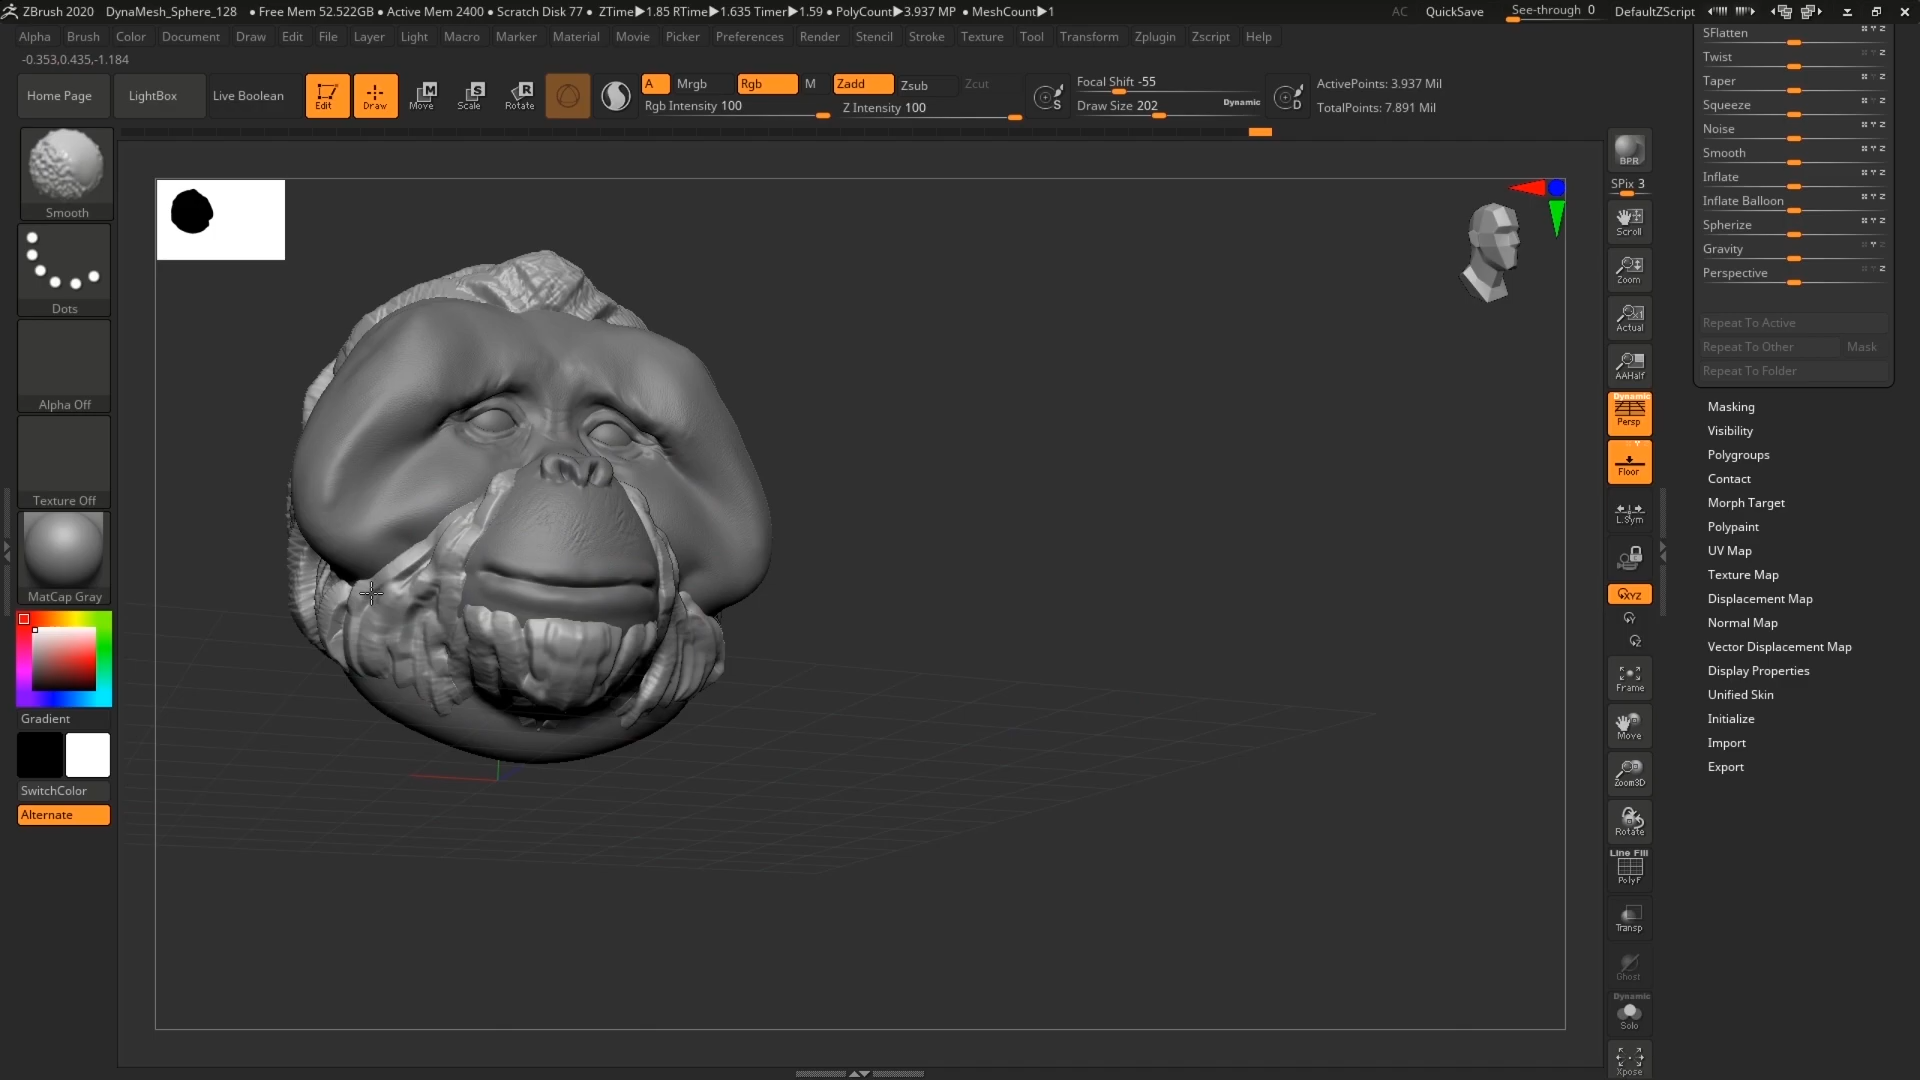 ZBrush 2020 DynaMesh_Sphere_128 • Free Mem 52.522GB • Active Mem 2400 • Scratch Disk 77 • ZTime▶1.85 RTime▶1.635 Timer▶1.59 • PolyCount▶3.937 MP • MeshCount▶1 AC QuickSave See-through 0 DefaultZScript
Alpha Brush Color Document Draw Edit File Layer Light Macro Marker Material Movie Picker Preferences Render Stencil Stroke Texture Tool Transform Zplugin Zscript Help
-0.353,0.435,-1.184
Home Page LightBox Live Boolean Edit Draw Move Scale Rotate
A Mrgb Rgb M Zadd Zsub Zcut
Rgb Intensity 100 Z Intensity 100
Focal Shift -55
Draw Size 202 Dynamic
ActivePoints: 3.937 Mil
TotalPoints: 7.891 Mil
Smooth
Dots
Alpha Off
Texture Off
MatCap Gray
Gradient
SwitchColor
Alternate
BPR
SPix 3
Scroll
Zoom
Actual
AAHalf
Dynamic
Persp
Floor
L.Sym
XYZ
Y
Z
Frame
Move
Zoom3D
Rotate
Line Fill
PolyF
Transp
Ghost
Dynamic
Solo
Xpose
SFlatten
Twist
Taper
Squeeze
Noise
Smooth
Inflate
Inflate Balloon
Spherize
Gravity
Perspective
Repeat To Active
Repeat To Other Mask
Repeat To Folder
Masking
Visibility
Polygroups
Contact
Morph Target
Polypaint
UV Map
Texture Map
Displacement Map
Normal Map
Vector Displacement Map
Display Properties
Unified Skin
Initialize
Import
Export